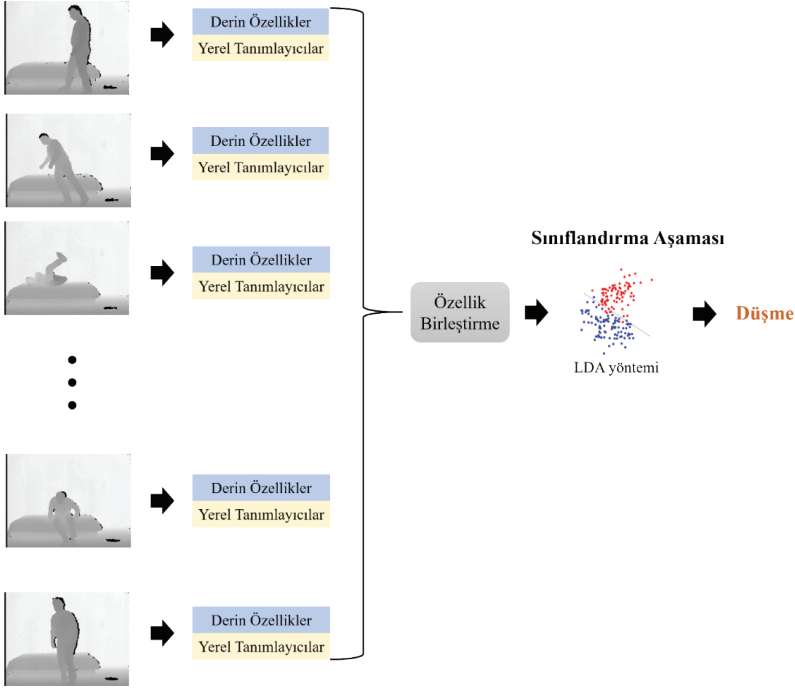 Derin Özellikler
Yerel Tanımlayıcılar
Derin Özellikler
Yerel Tanımlayıcılar
Derin Özellikler
Yerel Tanımlayıcılar
Sınıflandırma Aşaması
Özellik
Birleştirme
Düşme
LDA yöntemi
Derin Özellikler
Yerel Tanımlayıcılar
Derin Özellikler
Yerel Tanımlayıcılar